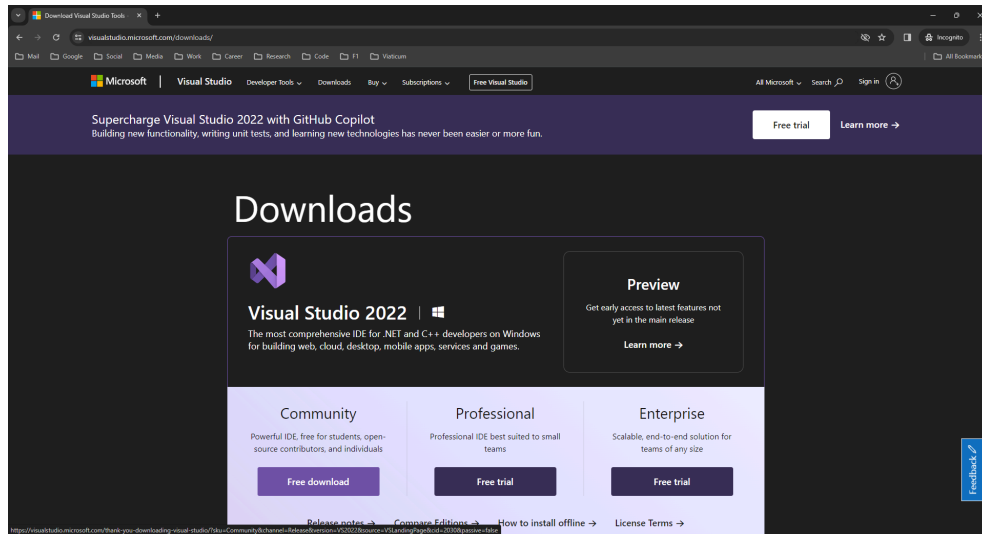 Download Visual Studio Tools
visualstudio.microsoft.com/downloads/
Incognito
Mail Google Social Media Work Career Research Code F1 Viaticum
All Bookmark
Microsoft Visual Studio Developer Tools Downloads Buy Subscriptions Free Visual Studio All Microsoft Search Sign in
Supercharge Visual Studio 2022 with GitHub Copilot
Building new functionality, writing unit tests, and learning new technologies has never been easier or more fun.
Free trial Learn more →
Downloads
Visual Studio 2022
The most comprehensive IDE for .NET and C++ developers on Windows
for building web, cloud, desktop, mobile apps, services and games.
Preview
Get early access to latest features not
yet in the main release
Learn more →
Community
Powerful IDE, free for students, open-
source contributors, and individuals
Free download
Professional
Professional IDE best suited to small
teams
Free trial
Enterprise
Scalable, end-to-end solution for
teams of any size
Free trial
Feedback
Release notes → Compare Editions → How to install offline → License Terms →
https://visualstudio.microsoft.com/thank-you-downloading-visual-studio/?sku=Community&channel=Release&version=VS2022&source=VSLandingPage&cid=2030&passive=false